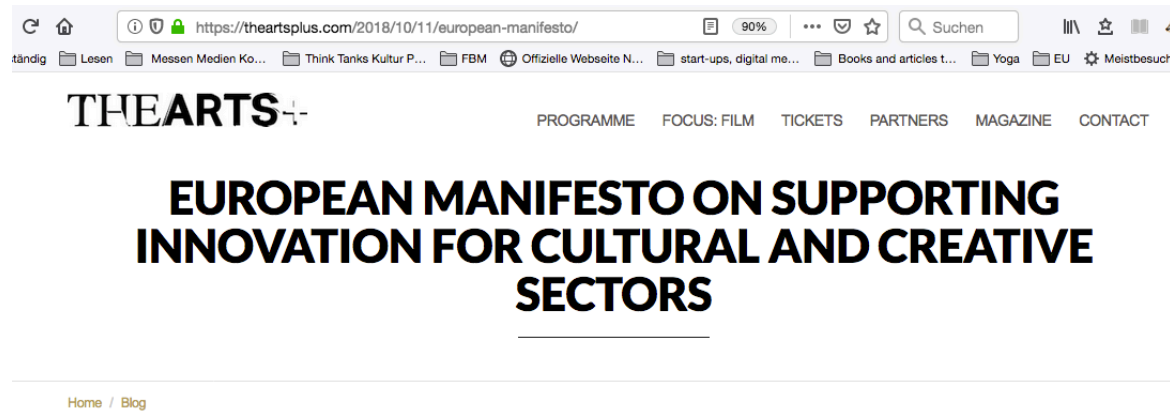 https://theartsplus.com/2018/10/11/european-manifesto/ 90% Suchen
ständig Lesen Messen Medien Ko... Think Tanks Kultur P... FBM Offizielle Webseite N... start-ups, digital me... Books and articles t... Yoga EU Meistbesuch
THEARTS+
PROGRAMME FOCUS: FILM TICKETS PARTNERS MAGAZINE CONTACT
EUROPEAN MANIFESTO ON SUPPORTING
INNOVATION FOR CULTURAL AND CREATIVE
SECTORS
Home / Blog